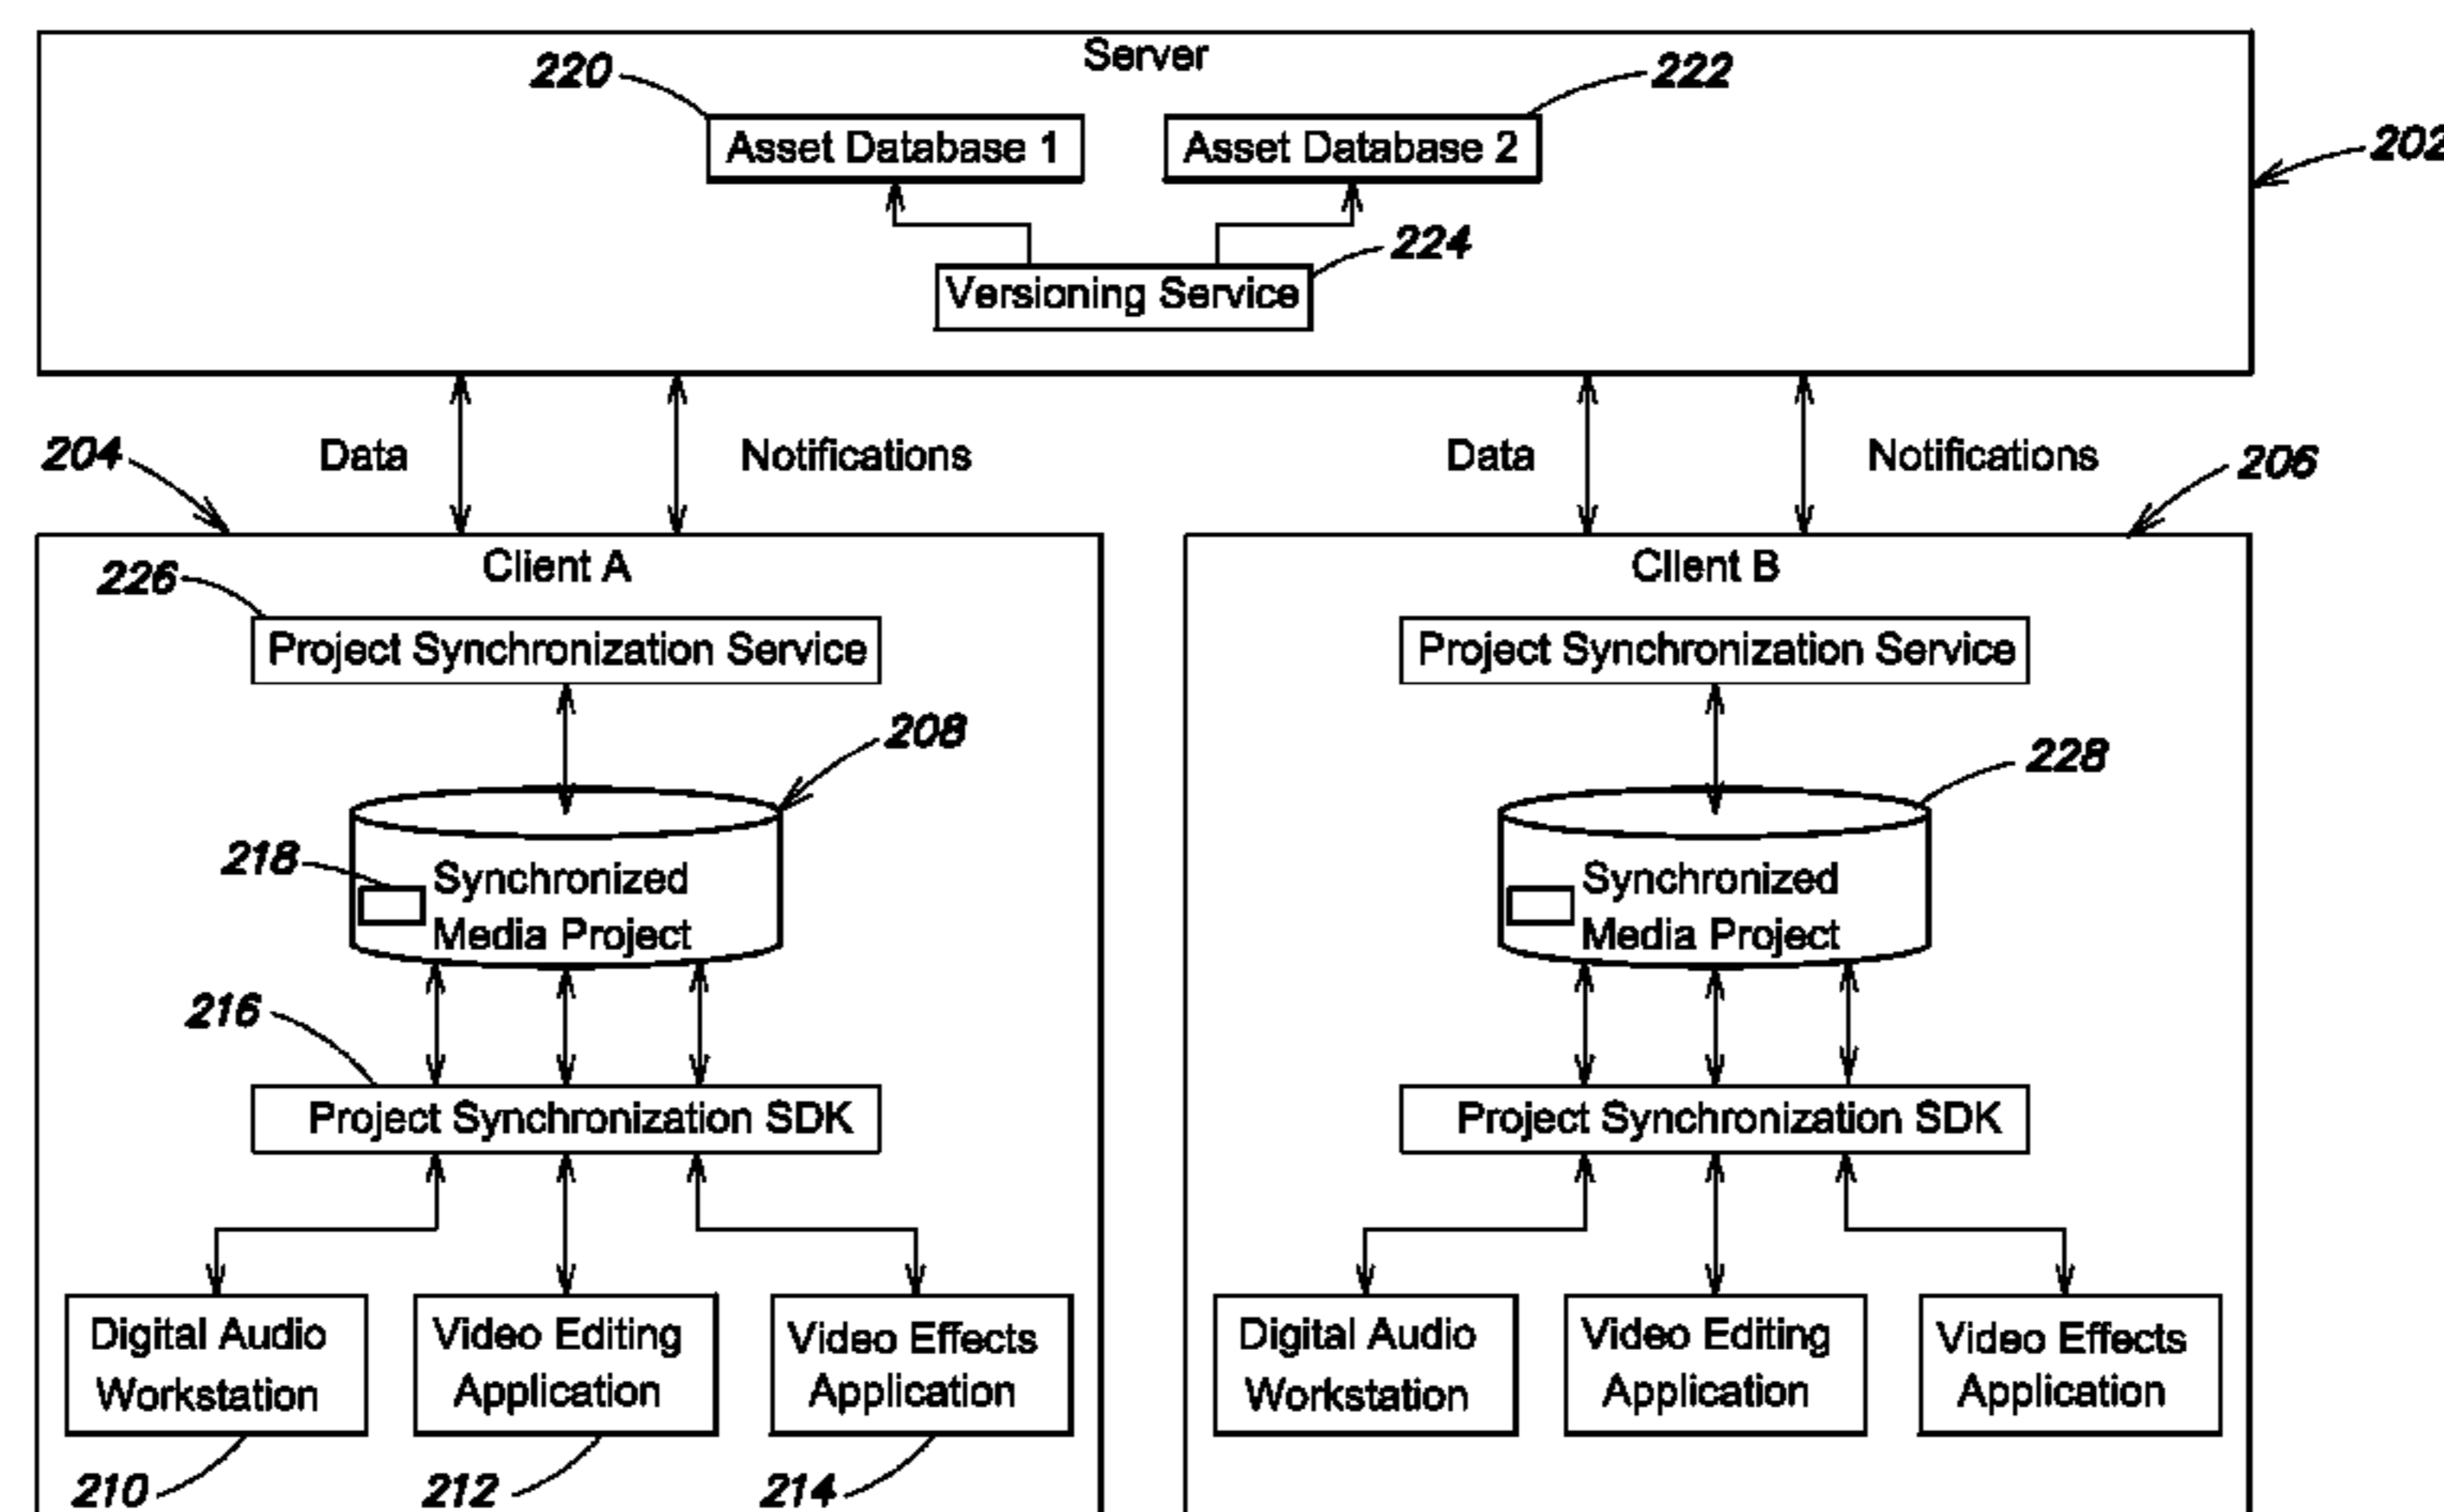 Server
220
222
Asset Database 1
Asset Database 2
202
224
Versioning Service
204
Data
Notifications
Data
Notifications
206
Client A
Client B
226
Project Synchronization Service
Project Synchronization Service
208
228
218
Synchronized
Media Project
Synchronized
Media Project
216
Project Synchronization SDK
Project Synchronization SDK
Digital Audio
Workstation
Video Editing
Application
Video Effects
Application
Digital Audio
Workstation
Video Editing
Application
Video Effects
Application
210
212
214